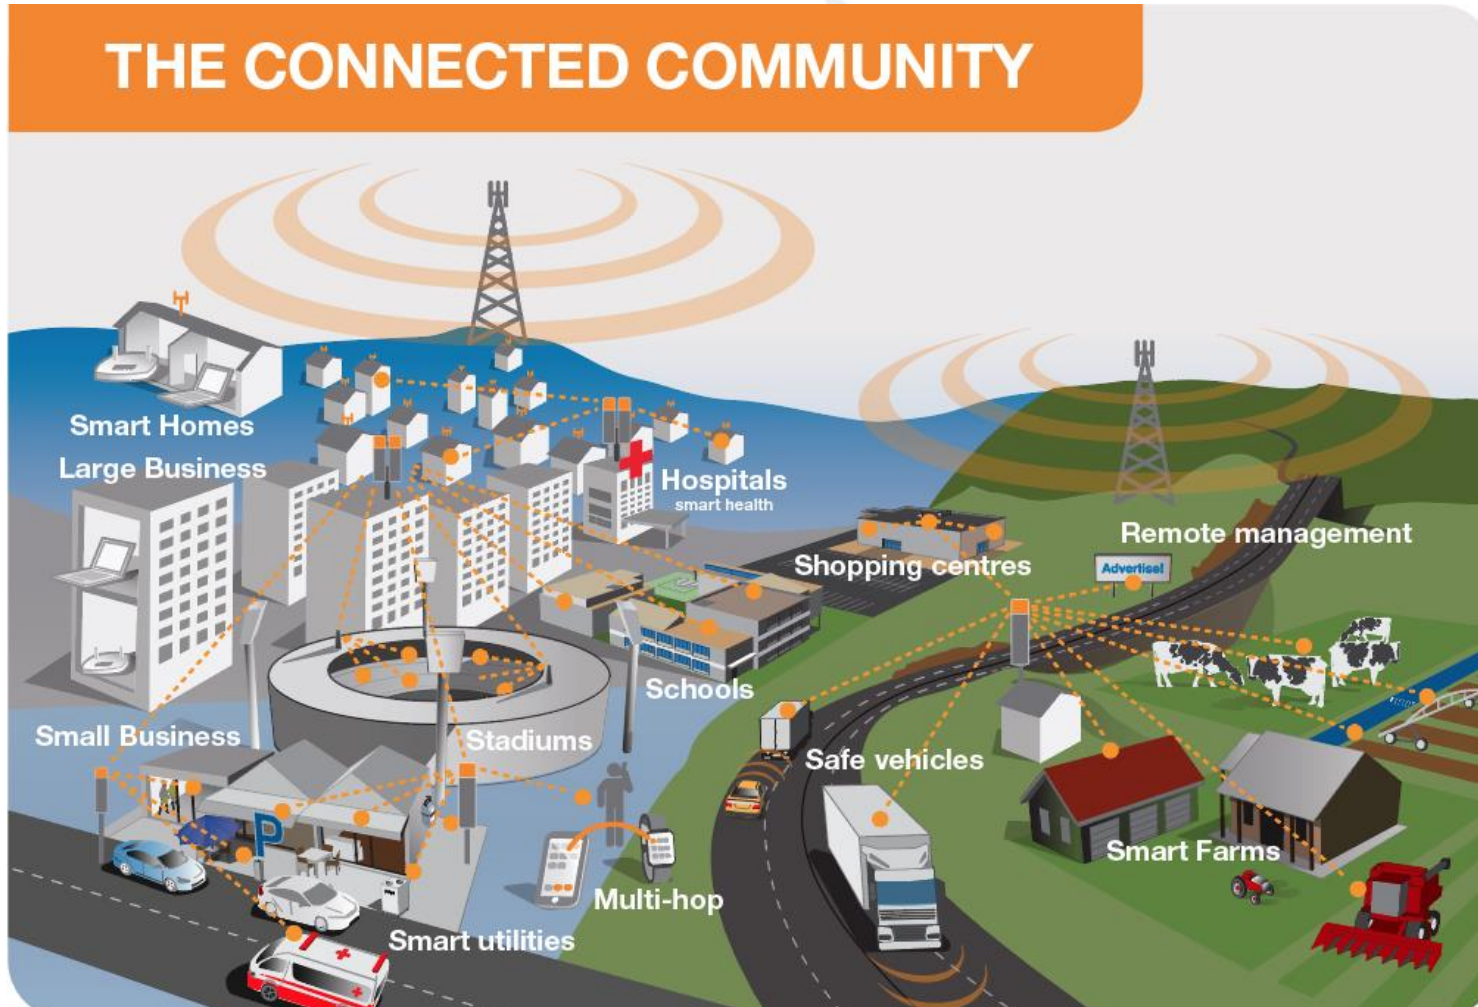 THE CONNECTED COMMUNITY
Smart Homes
Large Business
Hospitals
smart health
Remote management
Shopping centres
Advertise!
Schools
Small Business
Stadiums
Safe vehicles
P
Smart Farms
Multi-hop
Smart utilities